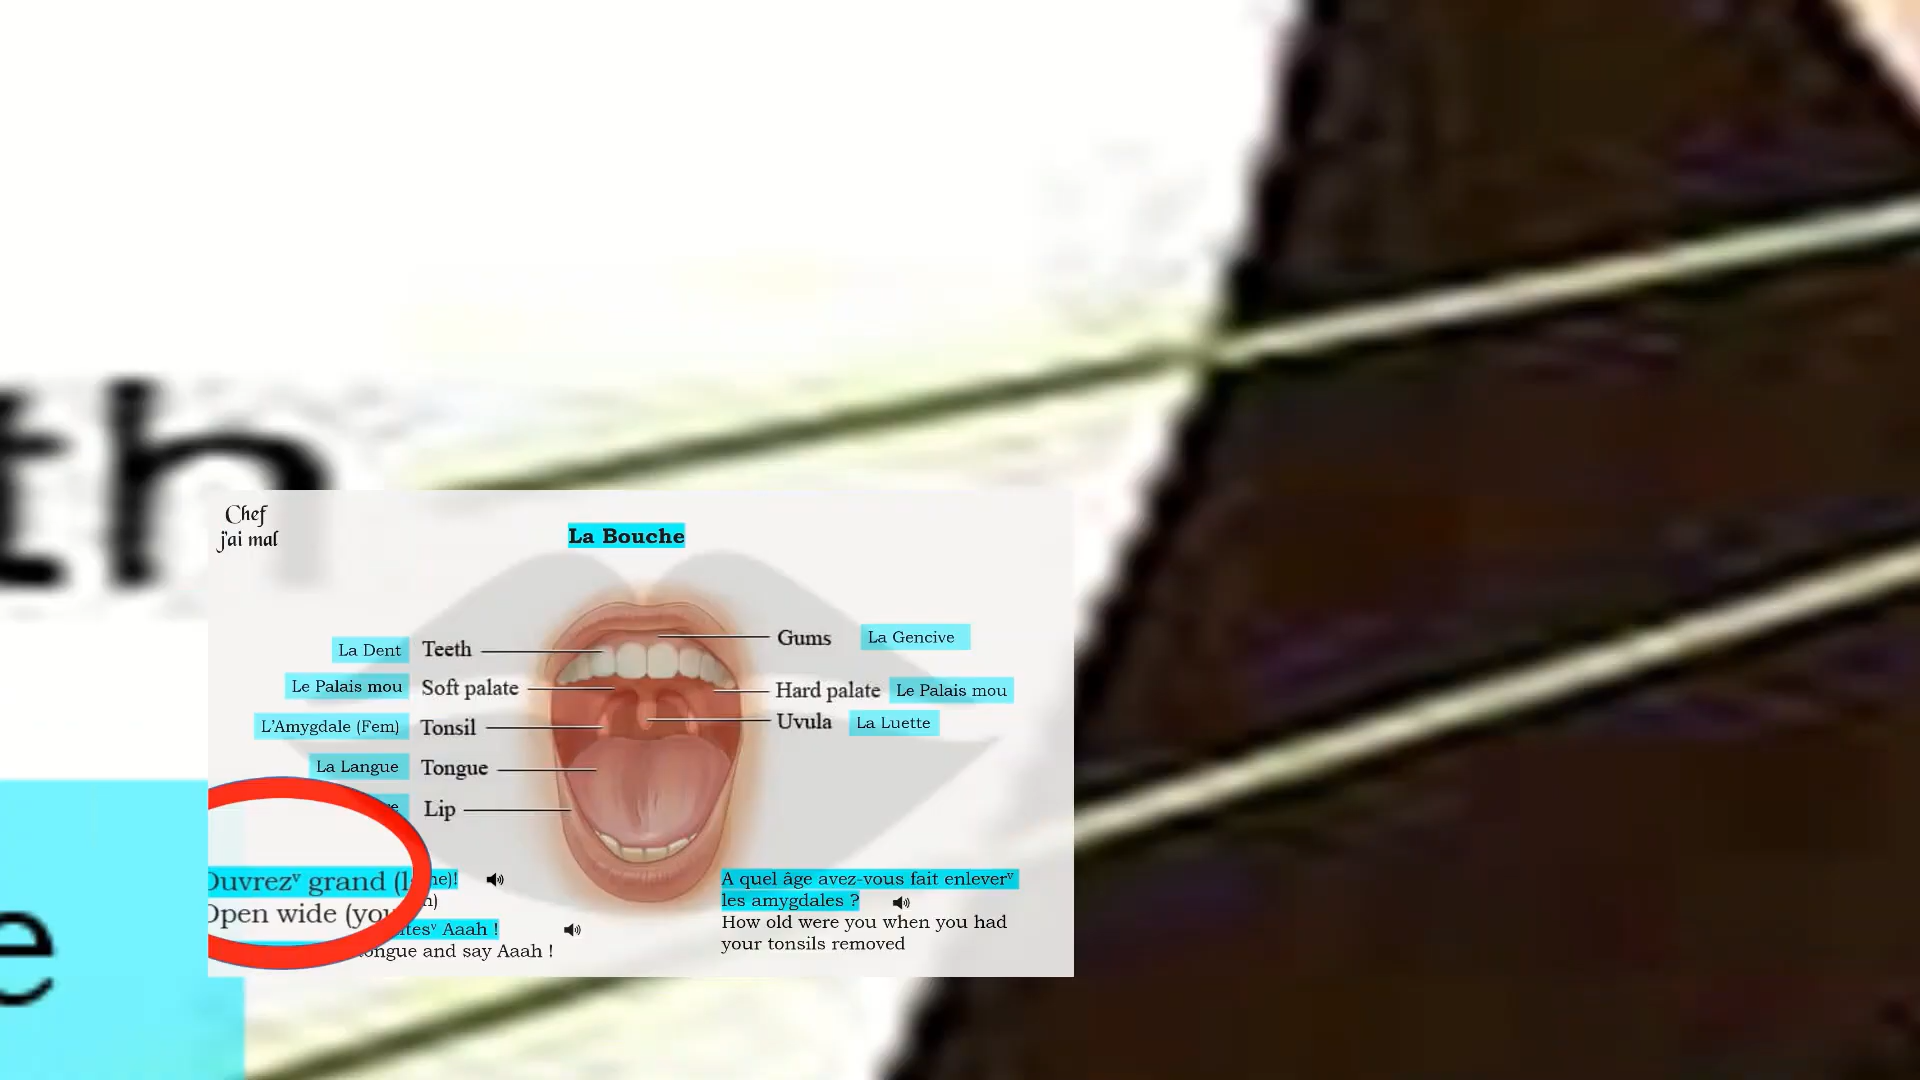 th
Chef
j'ai mal
La Bouche
La Dent Teeth
Gums La Gencive
Le Palais mou Soft palate
Hard palate Le Palais mou
L'Amygdale (Fem) Tonsil
Uvula La Luette
La Langue Tongue
Lip
Ouvrezᵛ grand (l he)!
Open wide (you h)
itesᵛ Aaah !
tongue and say Aaah !
A quel âge avez-vous fait enleverᵛ
les amygdales ?
How old were you when you had
your tonsils removed
e